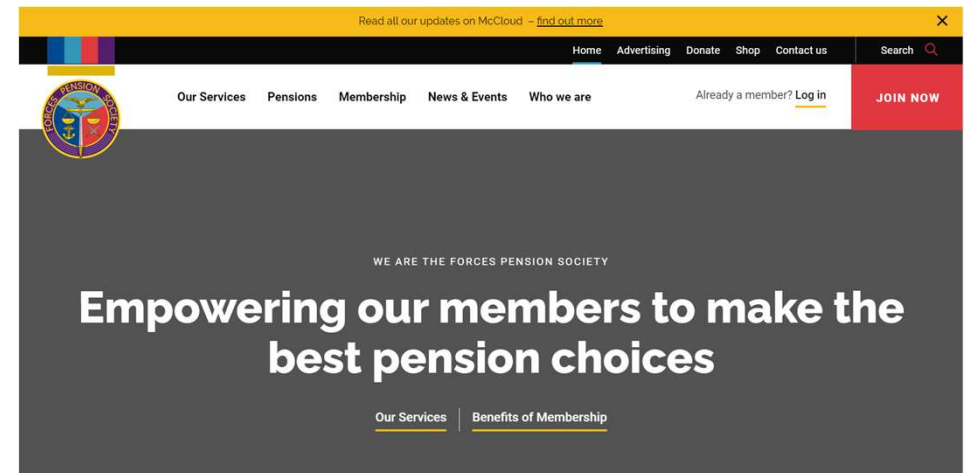 Read all our updates on McCloud – find out more
Home Advertising Donate Shop Contact us Search
FORCES PENSION SOCIETY
Our Services Pensions Membership News & Events Who we are Already a member? Log in JOIN NOW
WE ARE THE FORCES PENSION SOCIETY
Empowering our members to make the
best pension choices
Our Services Benefits of Membership